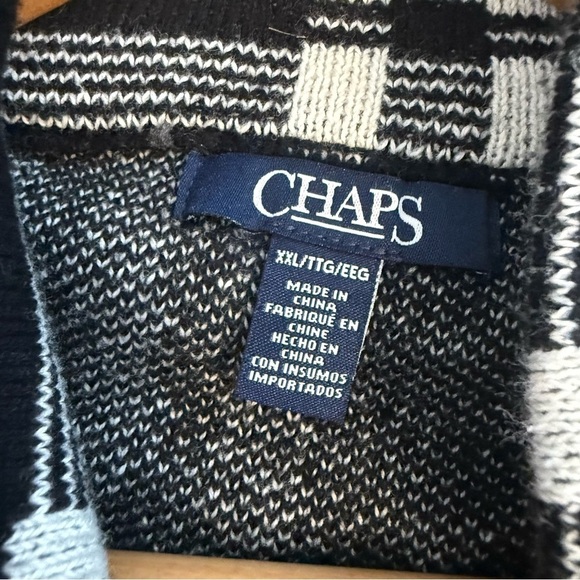 CHAPS
XXL/TTG/EEG
MADE IN
CHINA
FABRIQUÉ EN
CHINE
HECHO EN
CHINA
CON INSUMOS
IMPORTADOS